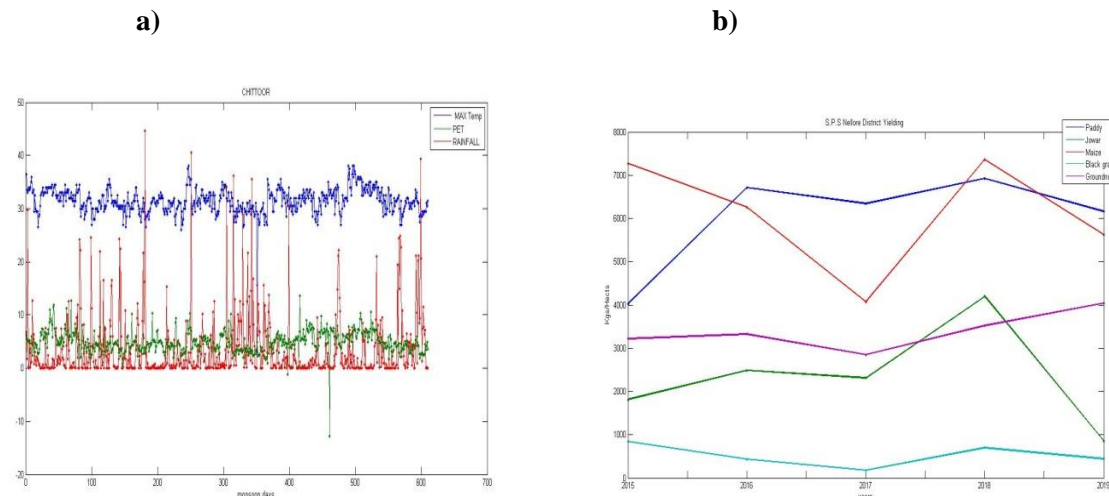 a)
b)
CHITTOOR
MAX Temp
PET
RAINFALL
50
40
30
20
10
0
-10
-20
0
100
200
300
400
500
600
700
monsoon days
S.P.S Nellore District Yielding
Paddy
Jowar
Maize
Black gra
Groundnu
8000
7000
6000
5000
4000
3000
2000
1000
0
Kgs/Hects
2015
2016
2017
2018
2019